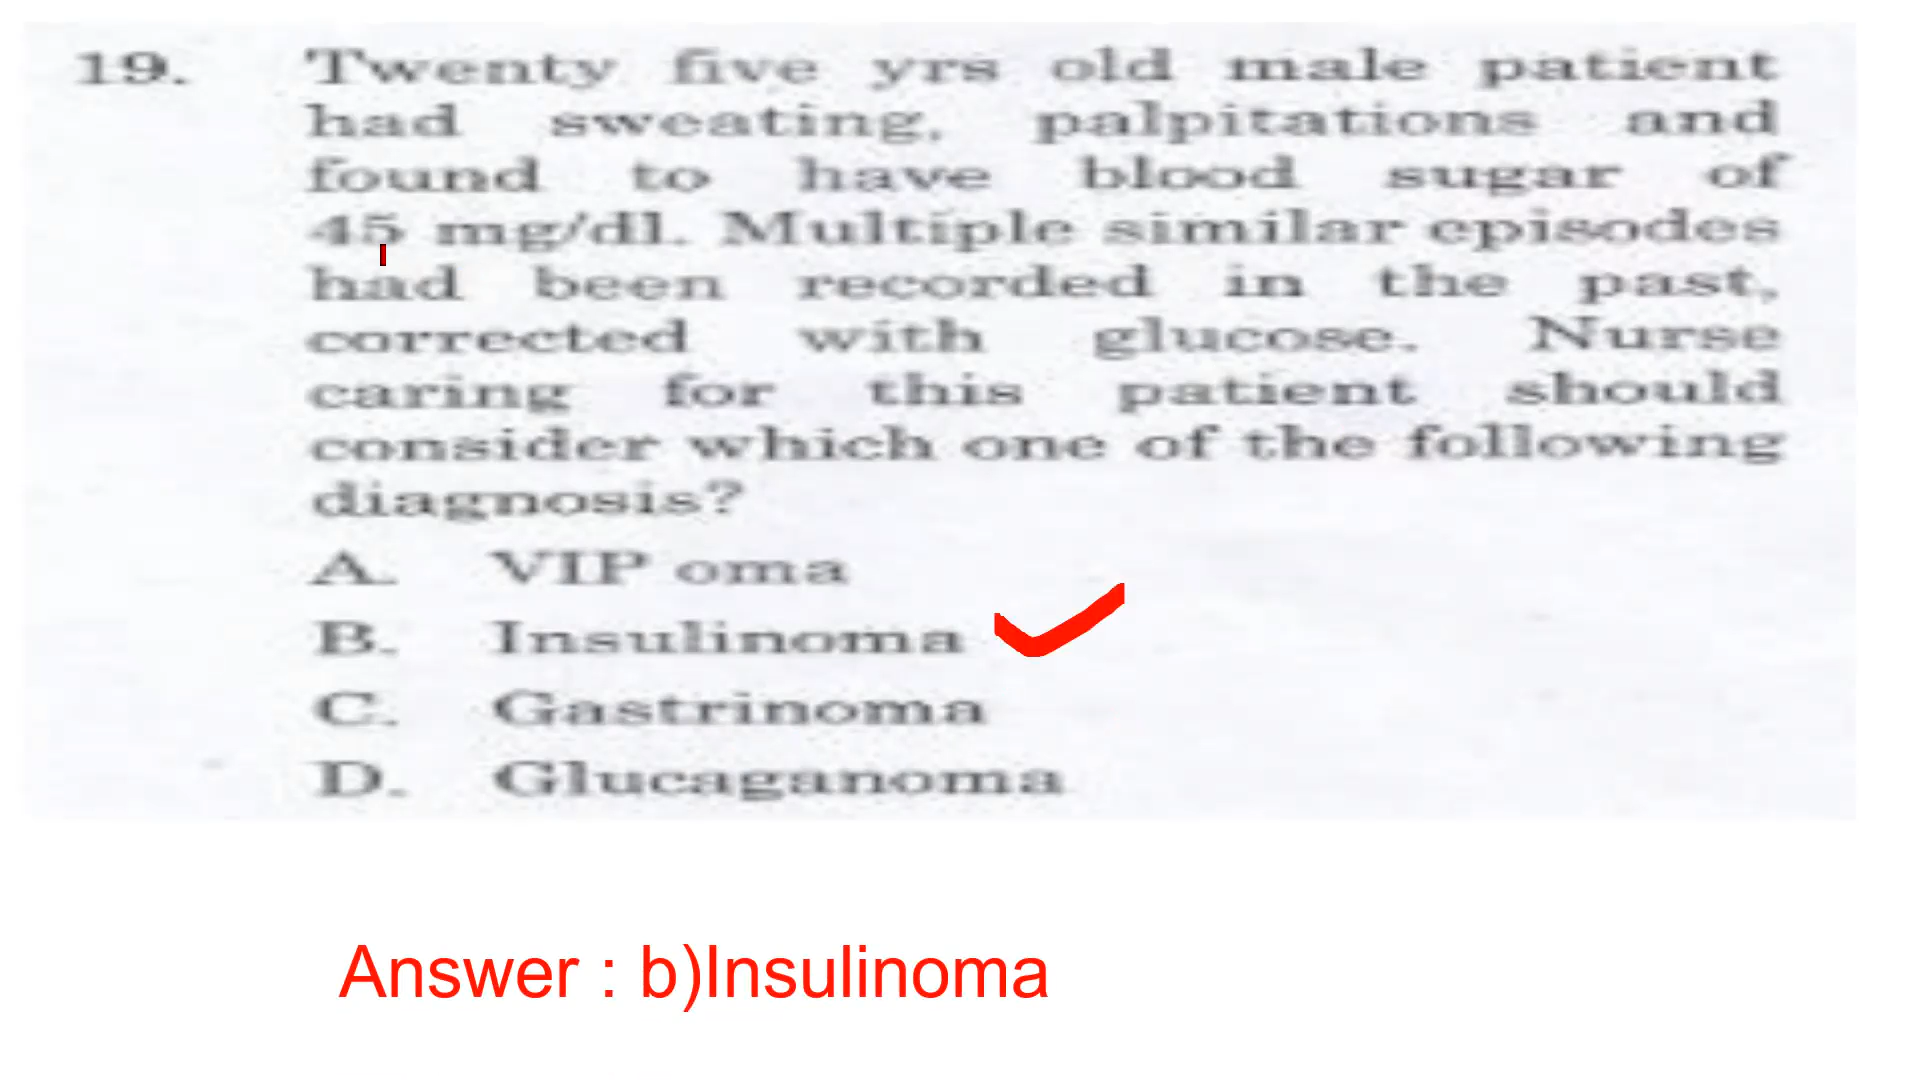 19. Twenty five yrs old male patient
had sweating, palpitations and
found to have blood sugar of
45 mg/dl. Multiple similar episodes
had been recorded in the past,
corrected with glucose. Nurse
caring for this patient should
consider which one of the following
diagnosis?
A. VIP oma
B. Insulinoma
C. Gastrinoma
D. Glucaganoma
Answer : b)Insulinoma